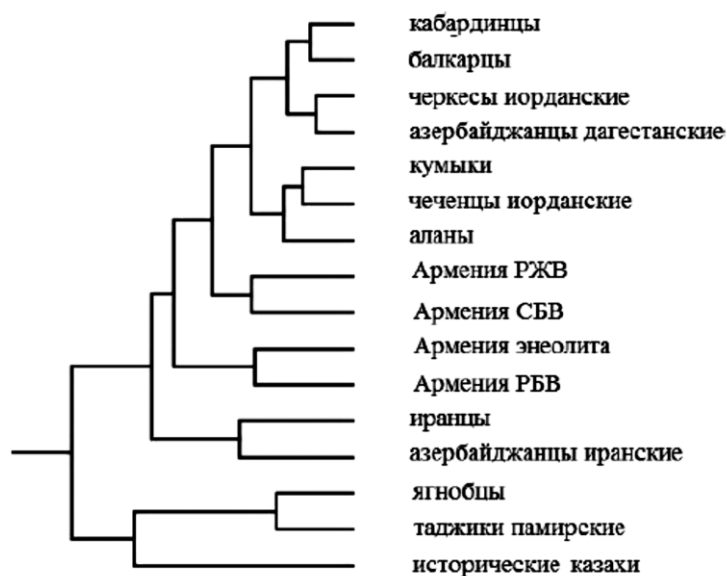 кабардинцы
балкарцы
черкесы иорданские
азербайджанцы дагестанские
кумыки
чеченцы иорданские
аланы
Армения РЖВ
Армения СБВ
Армения энеолита
Армения РБВ
иранцы
азербайджанцы иранские
ягнобцы
таджики памирские
исторические казахи